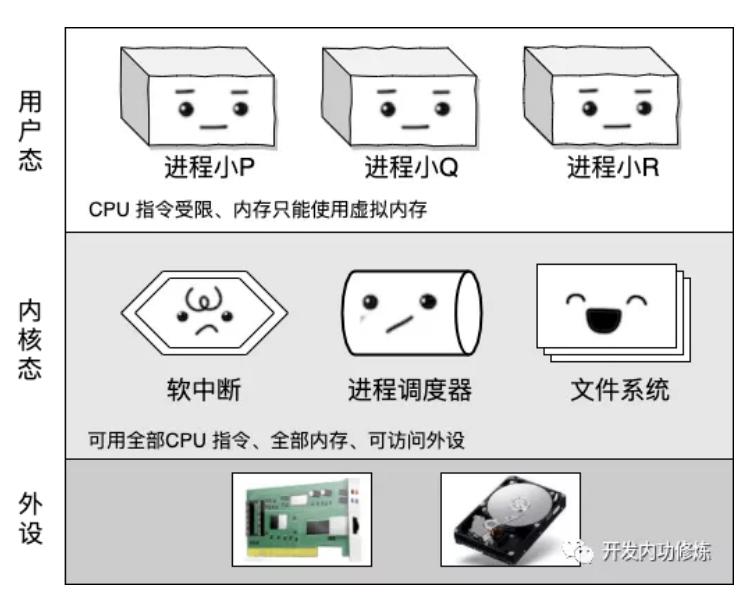 用户态
进程小P
进程小Q
进程小R
CPU 指令受限、内存只能使用虚拟内存
内核态
软中断
进程调度器
文件系统
可用全部CPU 指令、全部内存、可访问外设
外设
开发内功修炼